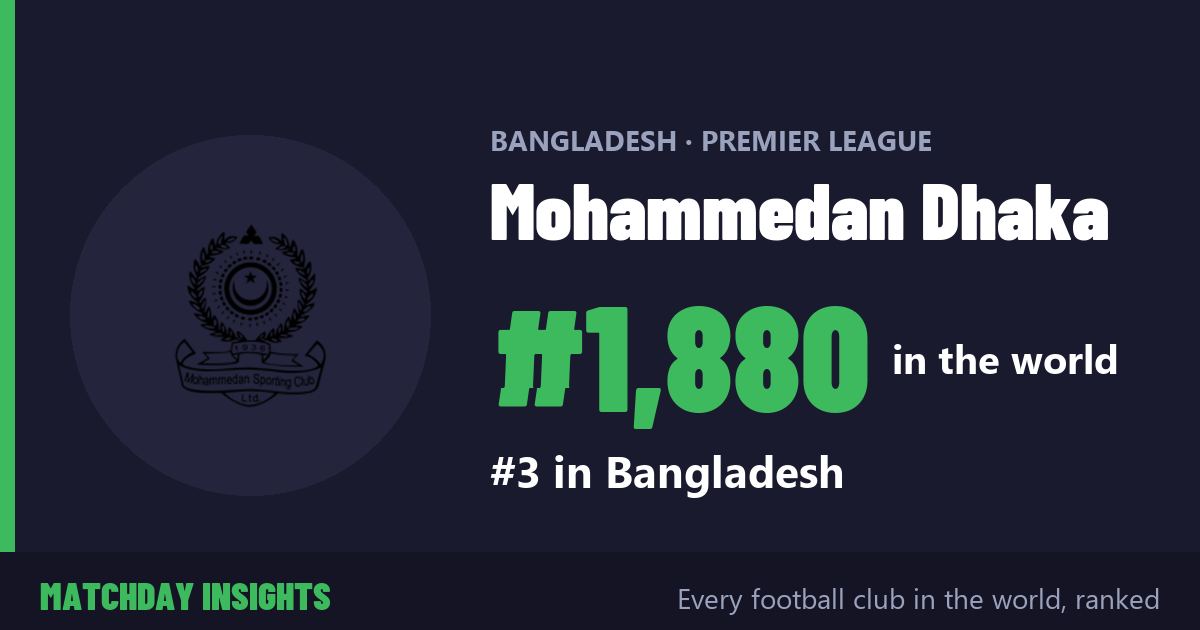 BANGLADESH · PREMIER LEAGUE
Mohammedan Dhaka
#1,880 in the world
#3 in Bangladesh
1936
Mohammedan Sporting Club
Ltd.
MATCHDAY INSIGHTS
Every football club in the world, ranked